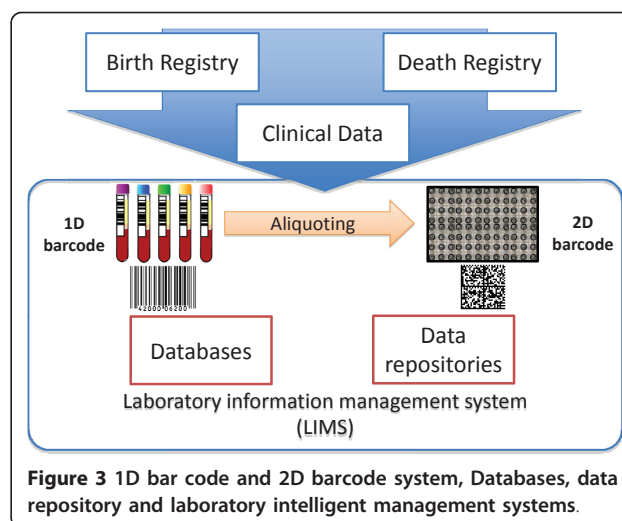 Birth Registry
Death Registry
Clinical Data
1D
barcode
Aliquoting
2D
barcode
42000 06200
Databases
Data
repositories
Laboratory information management system
(LIMS)
Figure 3 1D bar code and 2D barcode system, Databases, data
repository and laboratory intelligent management systems.